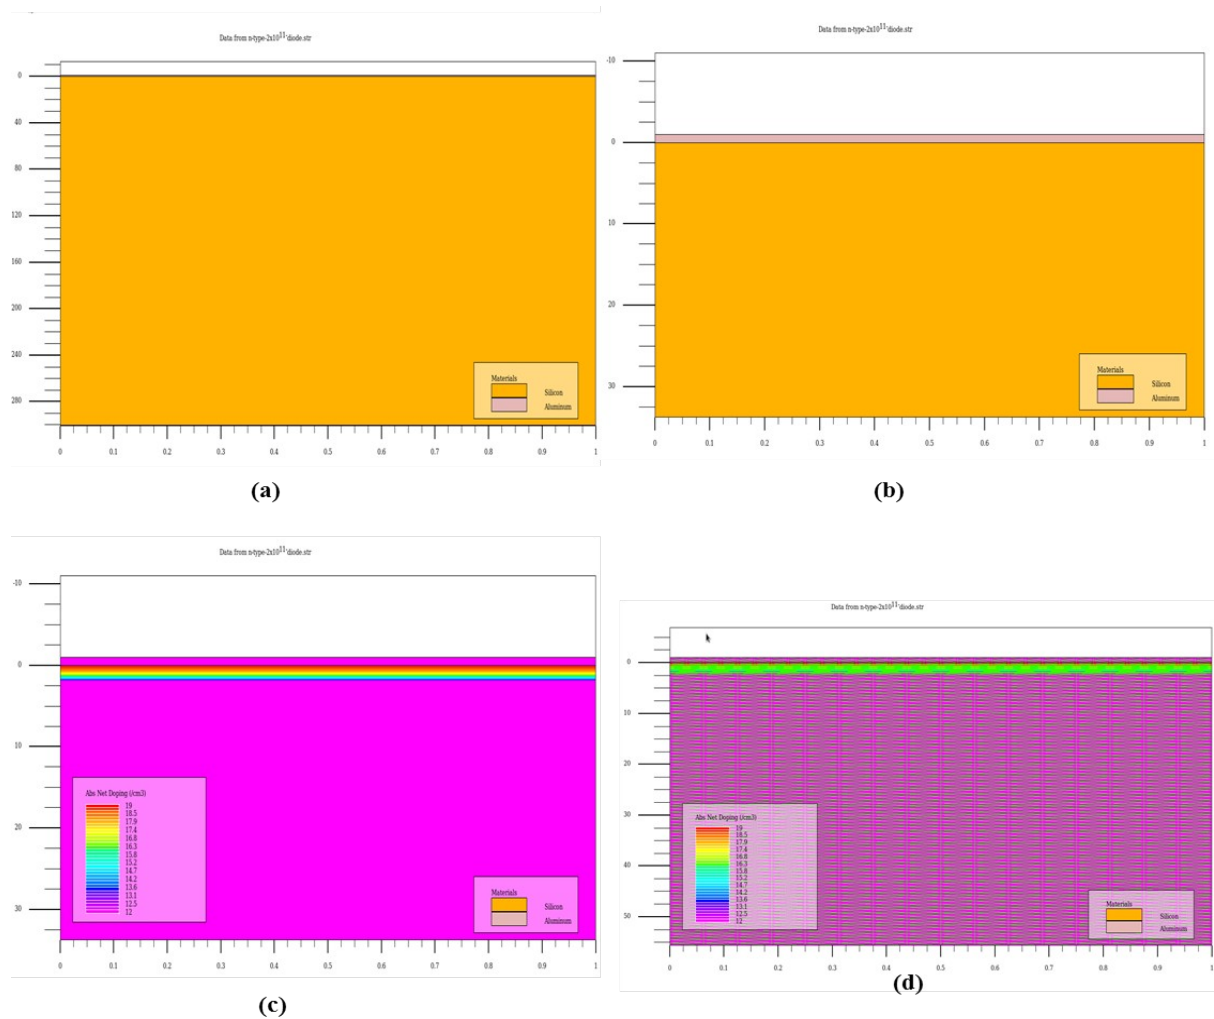 Data from n-type-2x10¹¹'diode.str
0
40
80
120
160
200
240
280
Materials
Silicon
Aluminum
0 0.1 0.2 0.3 0.4 0.5 0.6 0.7 0.8 0.9 1
(a)
Data from n-type-2x10¹¹'diode.str
-10
0
10
20
30
Materials
Silicon
Aluminum
0 0.1 0.2 0.3 0.4 0.5 0.6 0.7 0.8 0.9 1
(b)
Data from n-type-2x10¹¹'diode.str
-10
0
10
20
30
Abs Net Doping (/cm3)
19
18.5
17.9
17.4
16.8
16.3
15.8
15.2
14.7
14.2
13.6
13.1
12.5
12
Materials
Silicon
Aluminum
0 0.1 0.2 0.3 0.4 0.5 0.6 0.7 0.8 0.9 1
(c)
Data from n-type-2x10¹¹'diode.str
0
10
20
30
40
50
Abs Net Doping (/cm3)
19
18.5
17.9
17.4
16.8
16.3
15.8
15.2
14.7
14.2
13.6
13.1
12.5
12
Materials
Silicon
Aluminum
0 0.1 0.2 0.3 0.4 0.5 0.6 0.7 0.8 0.9 1
(d)